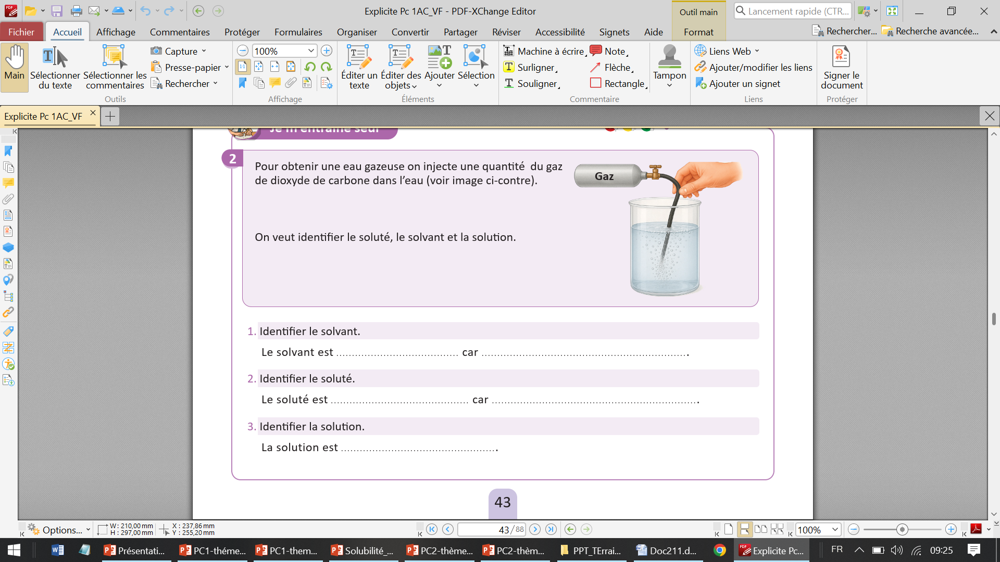 Explicite Pc 1AC_VF - PDF-XChange Editor
Outil main
Lancement rapide (CTR...
Fichier
Accueil
Affichage
Commentaires
Protéger
Formulaires
Organiser
Convertir
Partager
Réviser
Accessibilité
Signets
Aide
Format
Rechercher...
Recherche avancée...
Main
Sélectionner du texte
Sélectionner les commentaires
Capture
Presse-papier
Rechercher
Outils
100%
Affichage
Éditer un texte
Éditer des objets
Ajouter
Sélection
Éléments
Machine à écrire
Surligner
Souligner
Note
Flèche
Rectangle
Commentaire
Tampon
Liens Web
Ajouter/modifier les liens
Ajouter un signet
Liens
Signer le document
Protéger
Explicite Pc 1AC_VF
Je m'entraine seul
2
Pour obtenir une eau gazeuse on injecte une quantité du gaz
de dioxyde de carbone dans l'eau (voir image ci-contre).
Gaz
On veut identifier le soluté, le solvant et la solution.
1. Identifier le solvant.
Le solvant est ....................................... car .................................................................
2. Identifier le soluté.
Le soluté est ............................................ car .................................................................
3. Identifier la solution.
La solution est .................................................
43
Options...
W : 210,00 mm
H : 297,00 mm
X : 237,86 mm
Y : 255,20 mm
43 / 88
100%
Présentati...
PC1-théme...
PC1-them...
Solubilité_...
PC2-thème...
PC2-thèm...
PPT_TErrai...
Doc211.d...
Explicite Pc...
FR
09:25